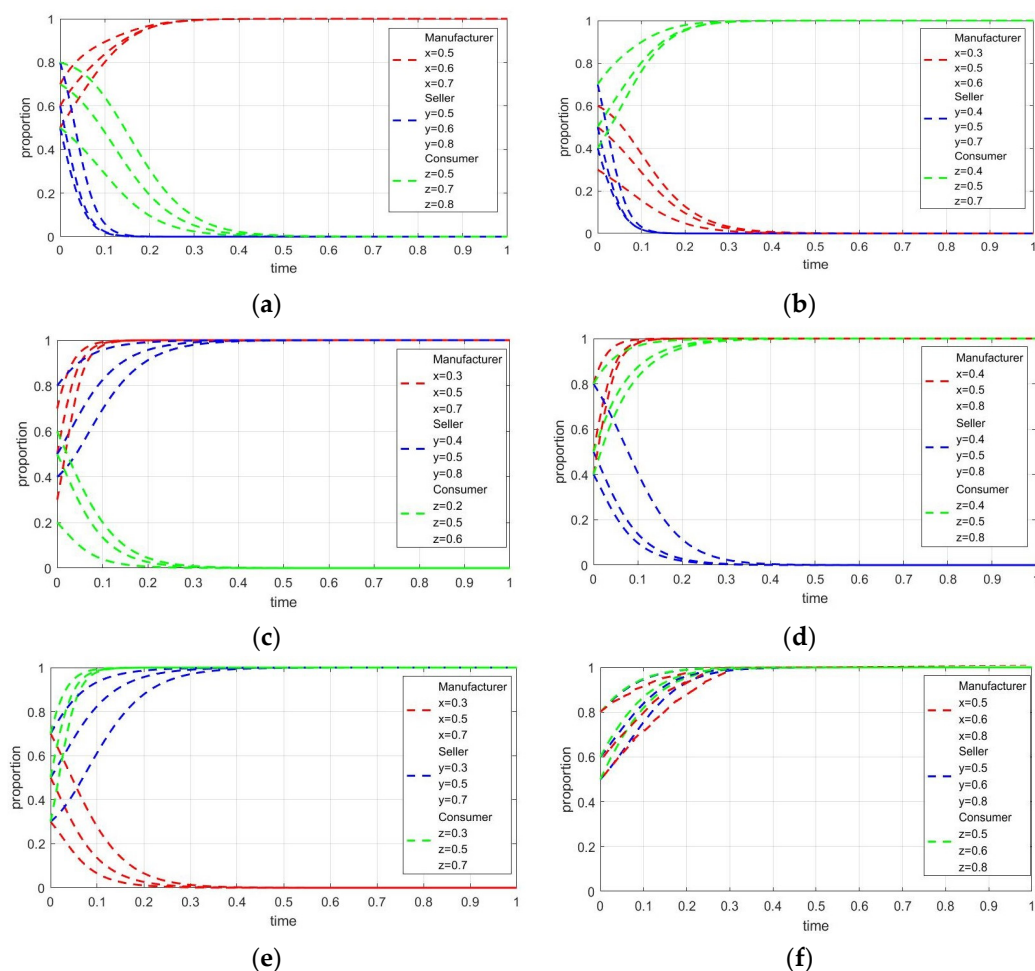 1
0.8
0.6
0.4
0.2
0
proportion
0 0.1 0.2 0.3 0.4 0.5 0.6 0.7 0.8 0.9 1
time
Manufacturer
x=0.5
x=0.6
x=0.7
Seller
y=0.5
y=0.6
y=0.8
Consumer
z=0.5
z=0.7
z=0.8
(a)
1
0.8
0.6
0.4
0.2
0
proportion
0 0.1 0.2 0.3 0.4 0.5 0.6 0.7 0.8 0.9 1
time
Manufacturer
x=0.3
x=0.5
x=0.6
Seller
y=0.4
y=0.5
y=0.7
Consumer
z=0.4
z=0.5
z=0.7
(b)
1
0.8
0.6
0.4
0.2
0
proportion
0 0.1 0.2 0.3 0.4 0.5 0.6 0.7 0.8 0.9 1
time
Manufacturer
x=0.3
x=0.5
x=0.7
Seller
y=0.4
y=0.5
y=0.8
Consumer
z=0.2
z=0.5
z=0.6
(c)
1
0.8
0.6
0.4
0.2
0
proportion
0 0.1 0.2 0.3 0.4 0.5 0.6 0.7 0.8 0.9 1
time
Manufacturer
x=0.4
x=0.5
x=0.8
Seller
y=0.4
y=0.5
y=0.8
Consumer
z=0.4
z=0.5
z=0.8
(d)
1
0.8
0.6
0.4
0.2
0
proportion
0 0.1 0.2 0.3 0.4 0.5 0.6 0.7 0.8 0.9 1
time
Manufacturer
x=0.3
x=0.5
x=0.7
Seller
y=0.3
y=0.5
y=0.7
Consumer
z=0.3
z=0.5
z=0.7
(e)
1
0.8
0.6
0.4
0.2
0
proportion
0 0.1 0.2 0.3 0.4 0.5 0.6 0.7 0.8 0.9 1
time
Manufacturer
x=0.5
x=0.6
x=0.8
Seller
y=0.5
y=0.6
y=0.8
Consumer
z=0.5
z=0.6
z=0.8
(f)